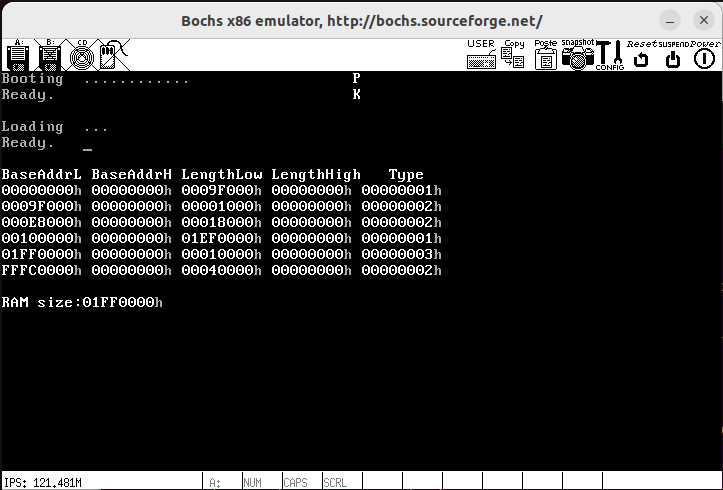 Bochs x86 emulator, http://bochs.sourceforge.net/
A: B: CD USER Copy Paste snapshot CONFIG Reset SUSPEND Power
Booting ............ P
Ready. K
Loading ...
Ready. _
BaseAddrL BaseAddrH LengthLow LengthHigh Type
00000000h 00000000h 0009F000h 00000000h 00000001h
0009F000h 00000000h 00001000h 00000000h 00000002h
000E8000h 00000000h 00018000h 00000000h 00000002h
00100000h 00000000h 01EF0000h 00000000h 00000001h
01FF0000h 00000000h 00010000h 00000000h 00000003h
FFFC0000h 00000000h 00040000h 00000000h 00000002h
RAM size:01FF0000h
IPS: 121.481M A: NUM CAPS SCRL